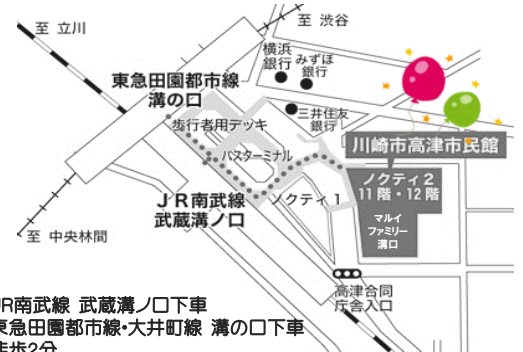 至 立川
至 渋谷
横浜
銀行
みずほ
銀行
東急田園都市線
溝の口
三井住友
銀行
歩行者用デッキ
川崎市高津市民館
バスターミナル
ノクティ2
11階・12階
JR南武線
武蔵溝ノ口
ノクティ1
マルイ
ファミリー
溝口
至 中央林間
高津合同
庁舎入口
JR南武線 武蔵溝ノ口下車
東急田園都市線・大井町線 溝の口下車
徒歩2分